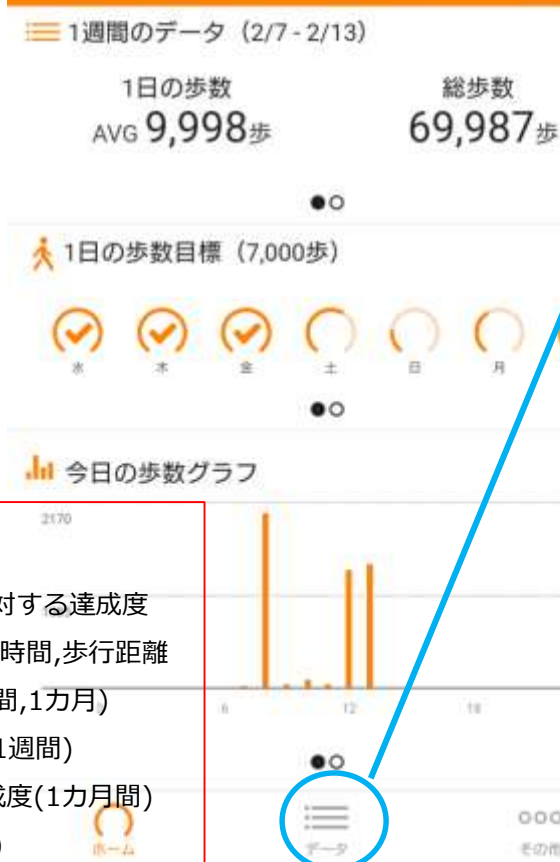 1週間のデータ（2/7 - 2/13）
1日の歩数
総歩数
AVG 9,998歩
69,987歩
1日の歩数目標（7,000歩）
水 木 金 土 日 月
今日の歩数グラフ
2170
対する達成度
時間,歩行距離
間,1カ月)
1週間)
成度(1カ月間)
)
6 12 18
ホーム
データ
その他